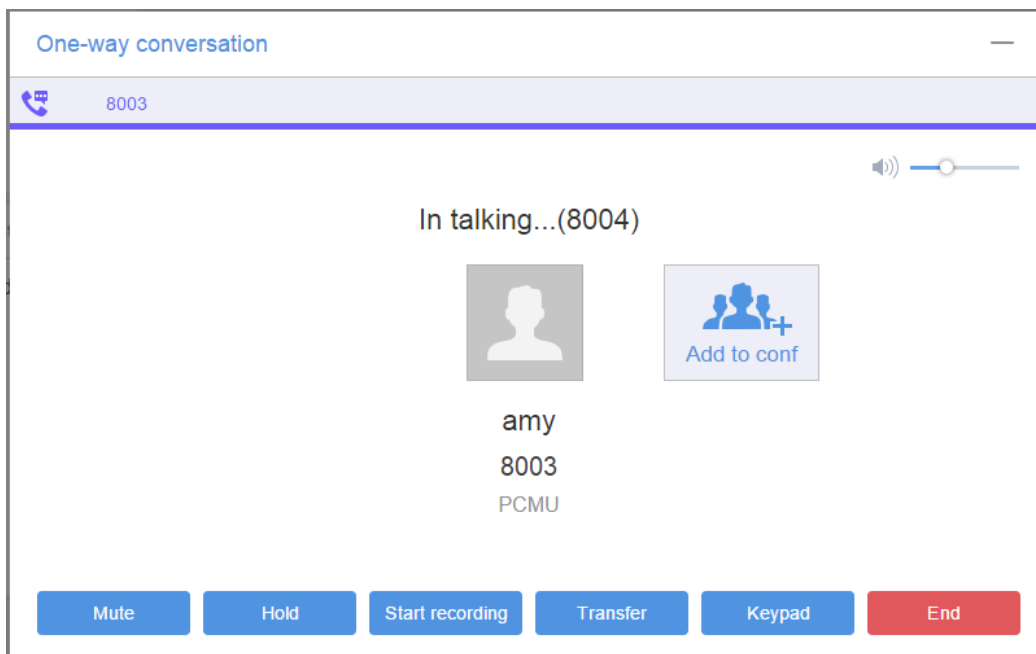 One-way conversation
8003
In talking...(8004)
Add to conf
amy
8003
PCMU
Mute Hold Start recording Transfer Keypad End